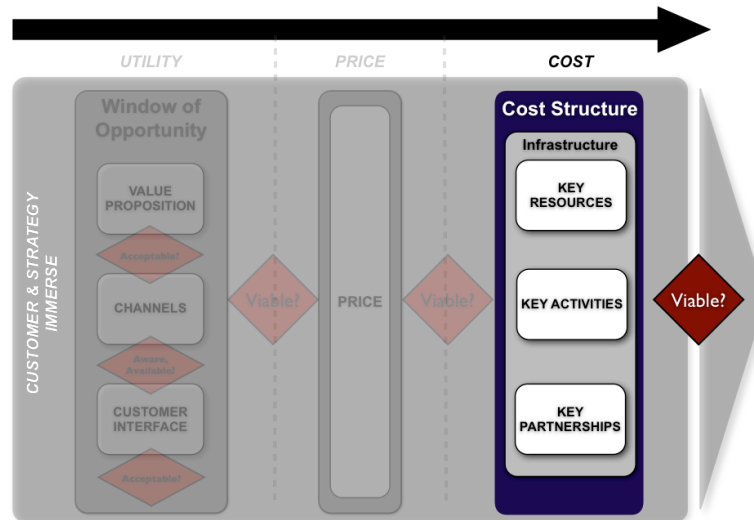 UTILITY
PRICE
COST
CUSTOMER & STRATEGY
IMMERSE
Window of
Opportunity
VALUE
PROPOSITION
Acceptable?
CHANNELS
Aware,
Available?
CUSTOMER
INTERFACE
Acceptable?
Viable?
PRICE
Viable?
Cost Structure
Infrastructure
KEY
RESOURCES
KEY ACTIVITIES
KEY
PARTNERSHIPS
Viable?